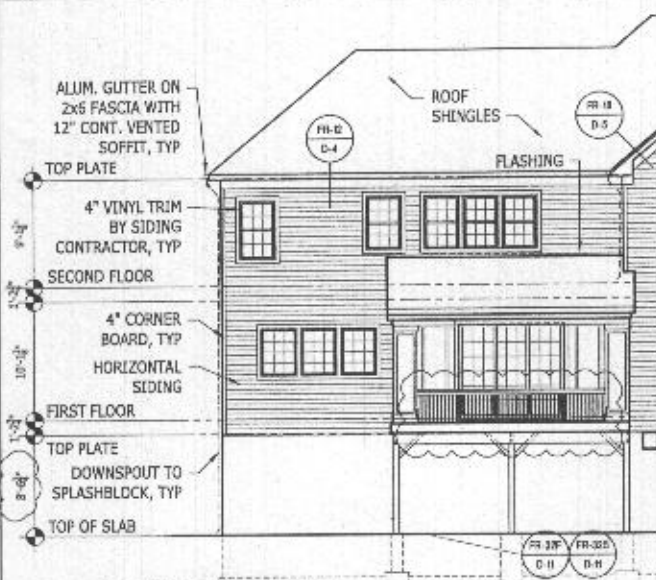 ALUM. GUTTER ON
2x6 FASCIA WITH
12" CONT. VENTED
SOFFIT, TYP
ROOF
SHINGLES
FR-12
D-4
D-5
FLASHING
TOP PLATE
4" VINYL TRIM
BY SIDING
CONTRACTOR, TYP
SECOND FLOOR
4" CORNER
BOARD, TYP
HORIZONTAL
SIDING
FIRST FLOOR
TOP PLATE
DOWNSPOUT TO
SPLASHBLOCK, TYP
TOP OF SLAB
D-11
D-11